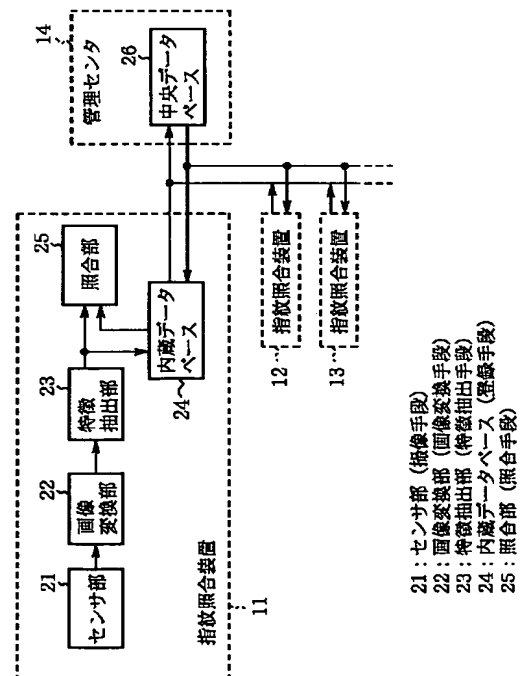 14
管理センタ
26
中央データ
ベース
25
照合部
23
特徴
抽出部
内蔵データ
ベース
24
22
画像
変換部
21
センサ部
指紋照合装置
11
指紋照合装置
12
指紋照合装置
13
21：センサ部（撮像手段）
22：画像変換部（画像変換手段）
23：特徴抽出部（特徴抽出手段）
24：内蔵データベース（登録手段）
25：照合部（照合手段）